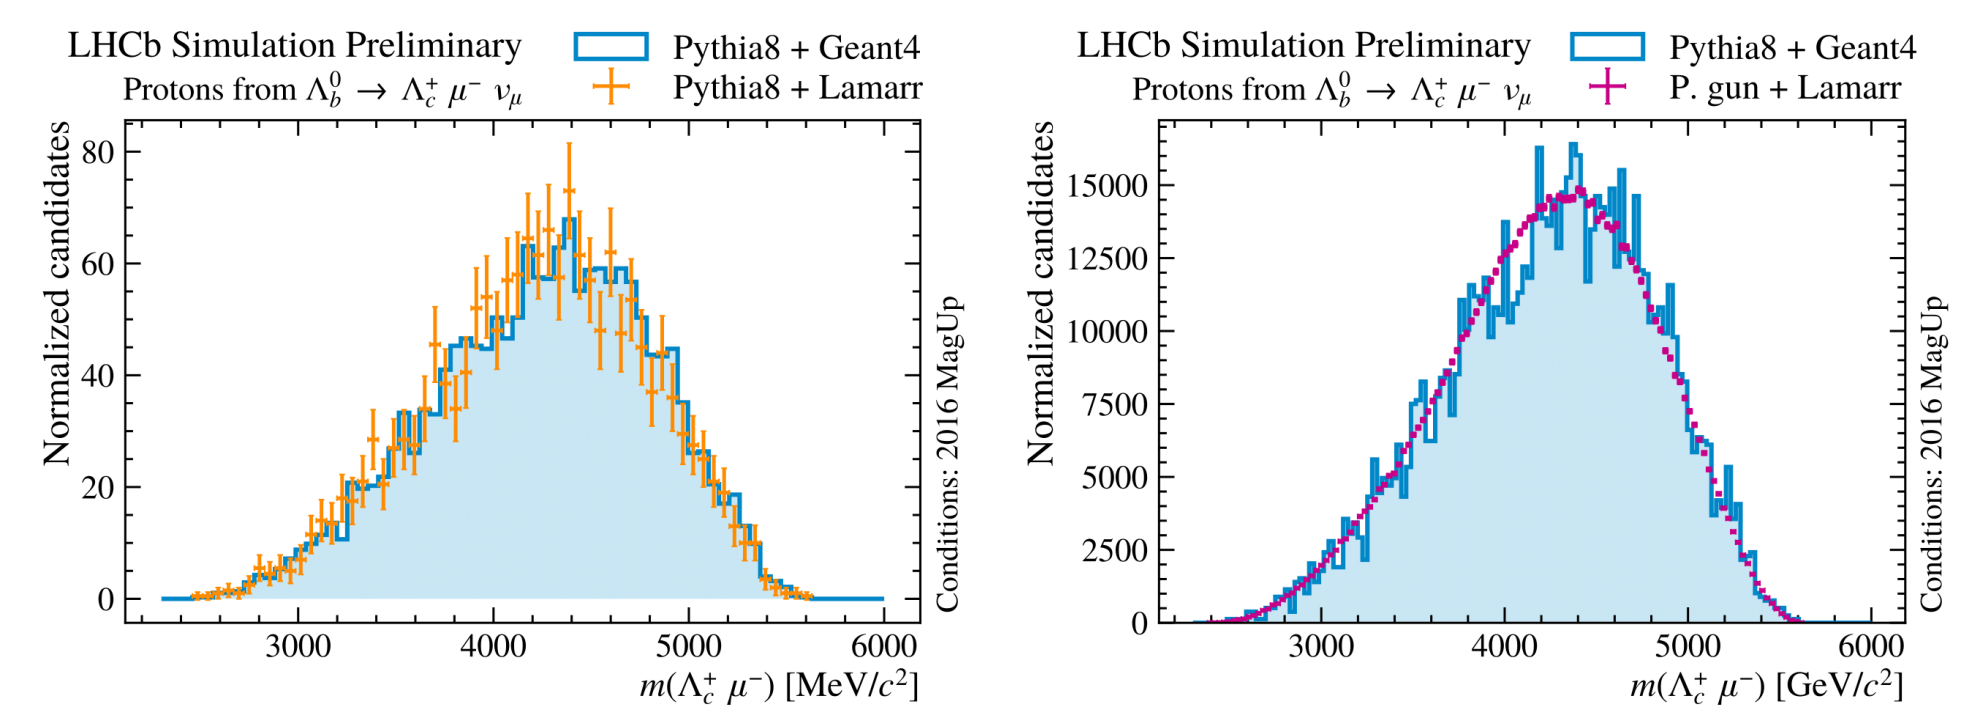 LHCb Simulation Preliminary
Protons from Λ_b^0 → Λ_c^+ μ^- ν_μ
Pythia8 + Geant4
Pythia8 + Lamarr
Normalized candidates
80
60
40
20
0
3000 4000 5000 6000
m(Λ_c^+ μ^-) [MeV/c^2]
Conditions: 2016 MagUp
LHCb Simulation Preliminary
Protons from Λ_b^0 → Λ_c^+ μ^- ν_μ
Pythia8 + Geant4
P. gun + Lamarr
Normalized candidates
15000
12500
10000
7500
5000
2500
0
3000 4000 5000 6000
m(Λ_c^+ μ^-) [GeV/c^2]
Conditions: 2016 MagUp